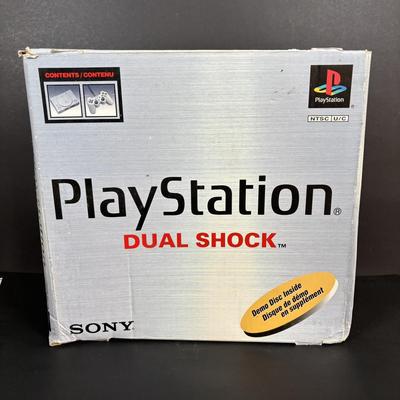 CONTENTS/CONTENU
PlayStation
NTSC U/C
PlayStation®
DUAL SHOCK™
Demo Disc Inside
Disque de démo
en supplément
SONY